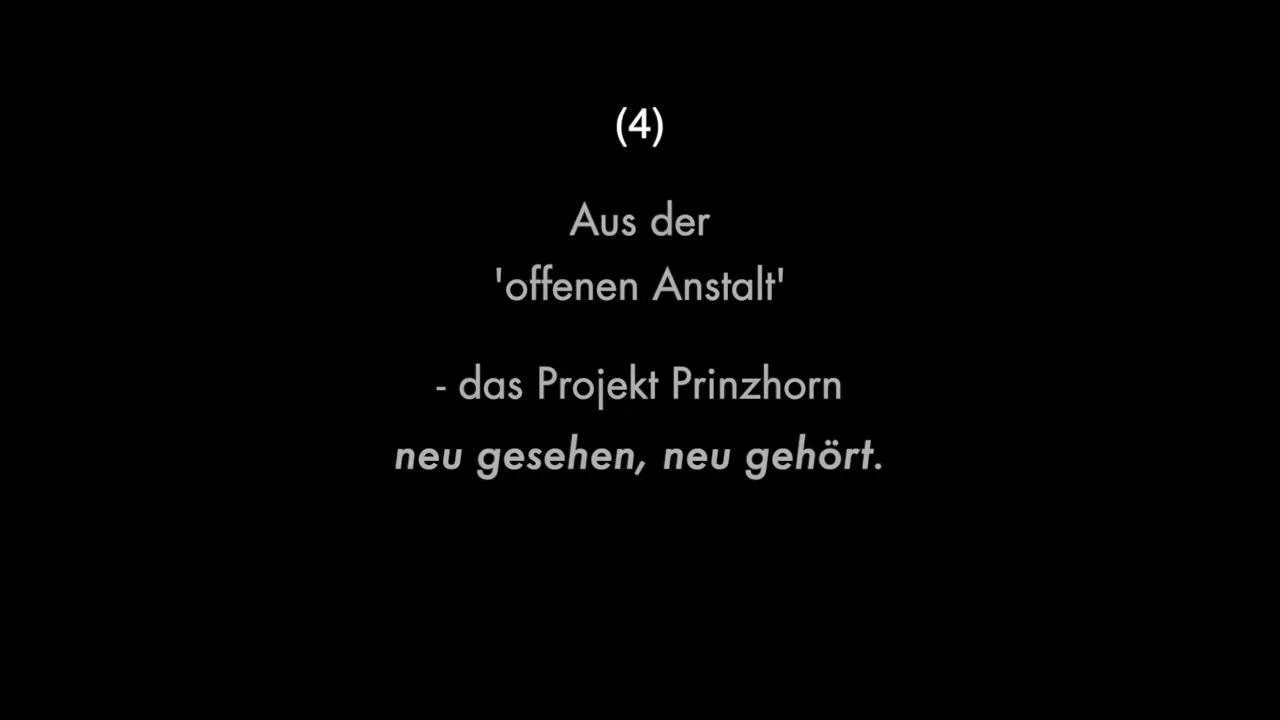 (4)
Aus der
'offenen Anstalt'
- das Projekt Prinzhorn
neu gesehen, neu gehört.